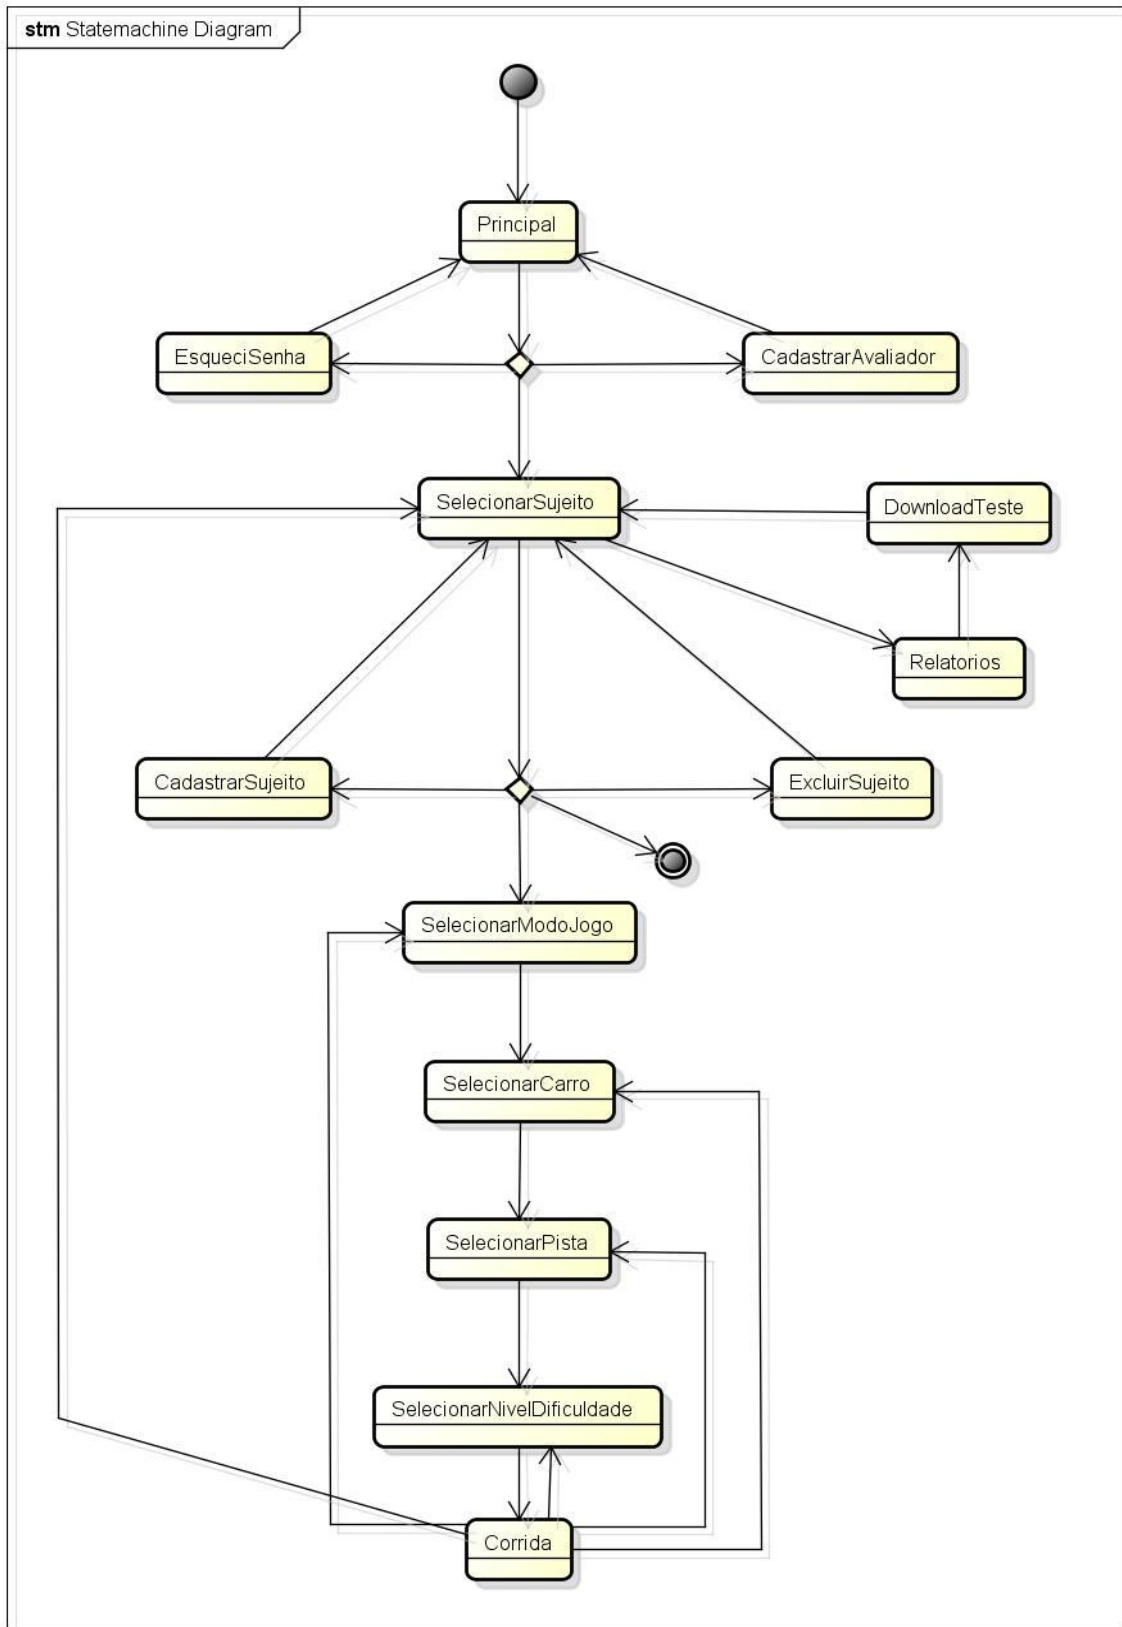 stm Statemachine Diagram
Principal
EsqueciSenha
CadastrarAvaliador
SelecionarSujeito
DownloadTeste
Relatorios
CadastrarSujeito
ExcluirSujeito
SelecionarModoJogo
SelecionarCarro
SelecionarPista
SelecionarNivelDificuldade
Corrida